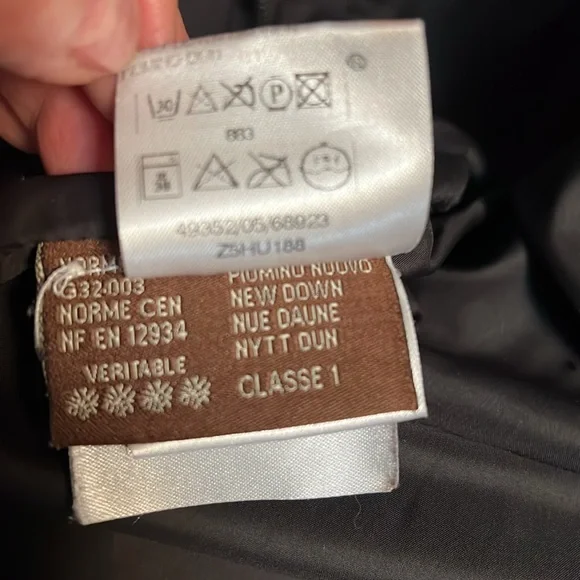 30
P
883
49352/05/68923
Z5HU188
G32.003
NORME CEN
NF EN 12934
VERITABLE
PIUMINO NUOVO
NEW DOWN
NUE DAUNE
NYTT DUN
CLASSE 1